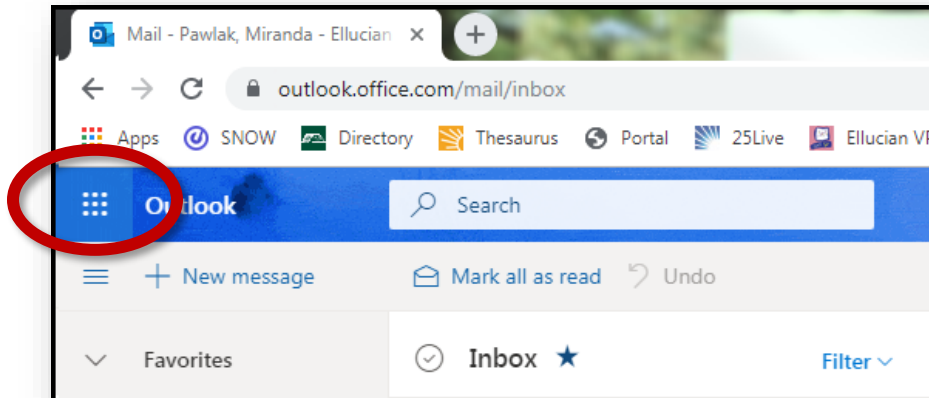 Mail - Pawlak, Miranda - Ellucian
outlook.office.com/mail/inbox
Apps SNOW Directory Thesaurus Portal 25Live Ellucian VP
Outlook Search
New message Mark all as read Undo
Favorites Inbox Filter